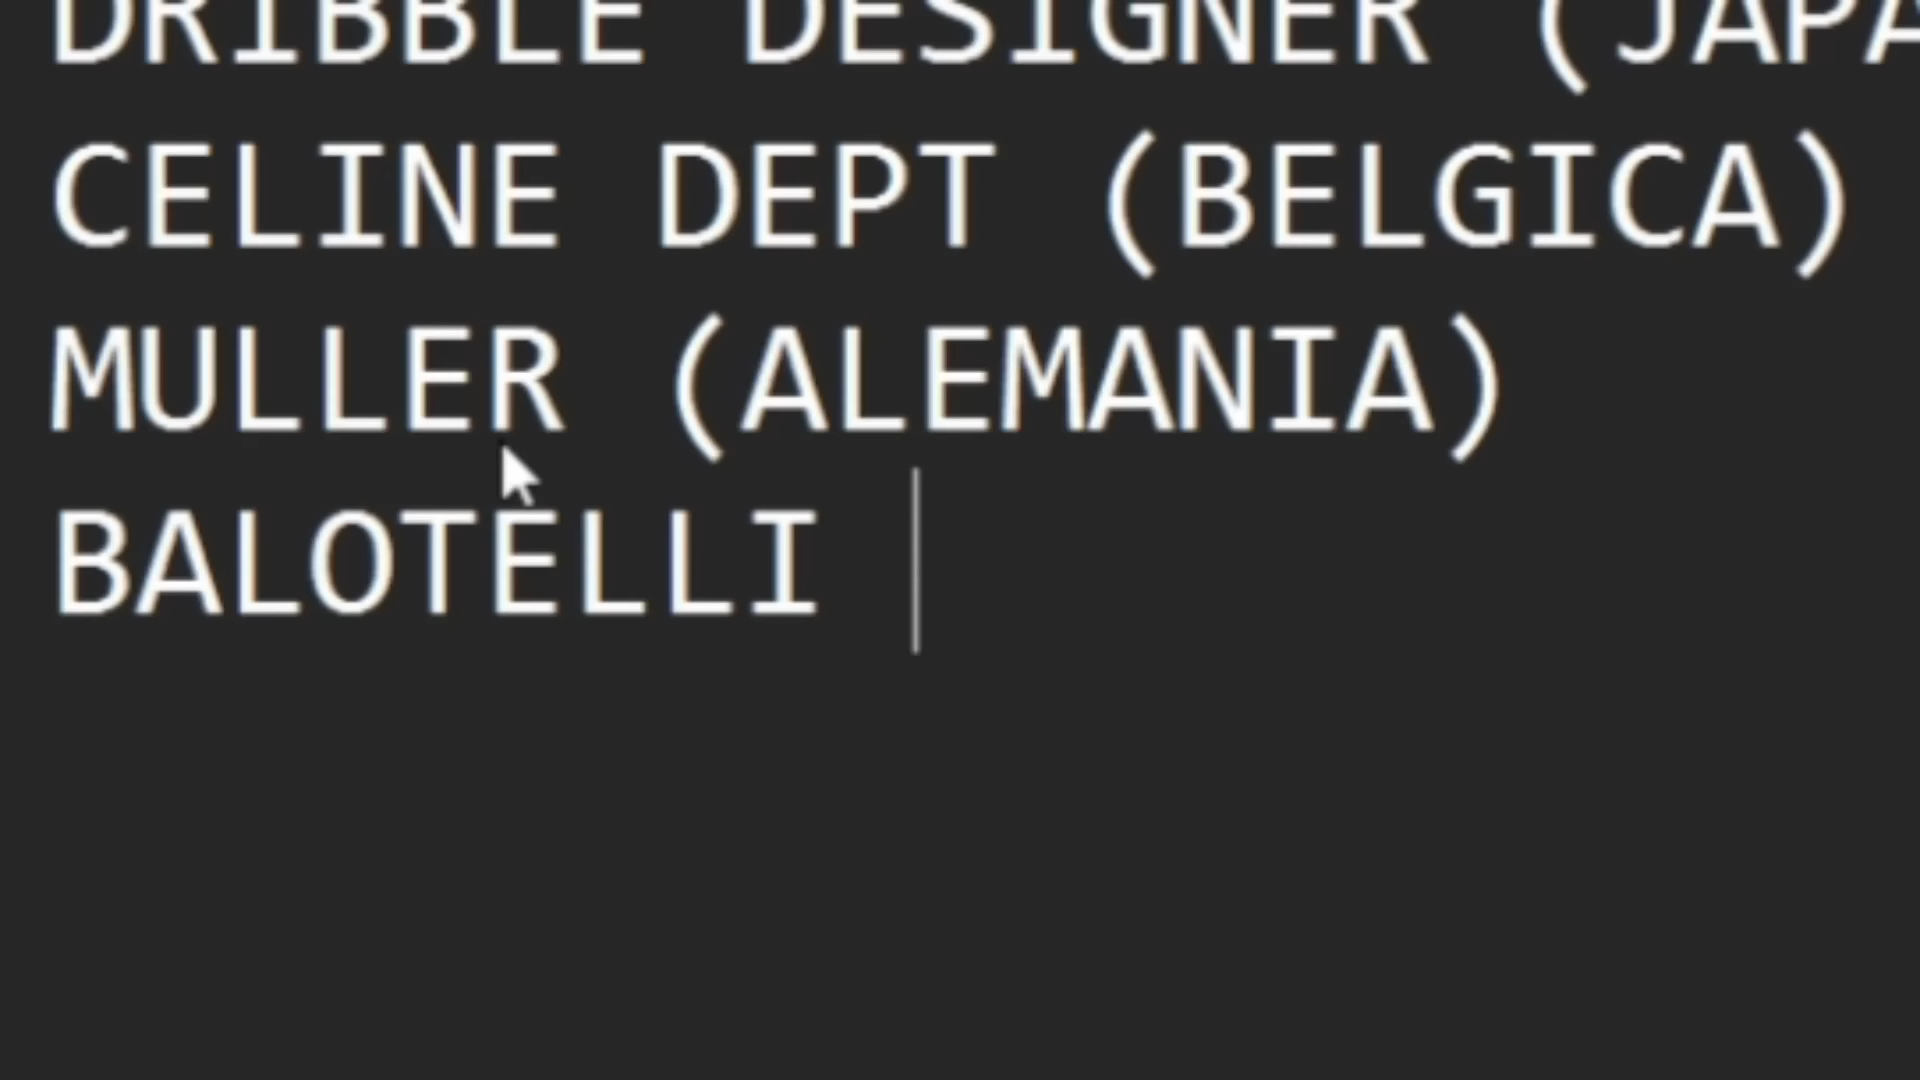 DRIBBLE DESIGNER (JAPA
CELINE DEPT (BELGICA)
MULLER (ALEMANIA)
BALOTELLI